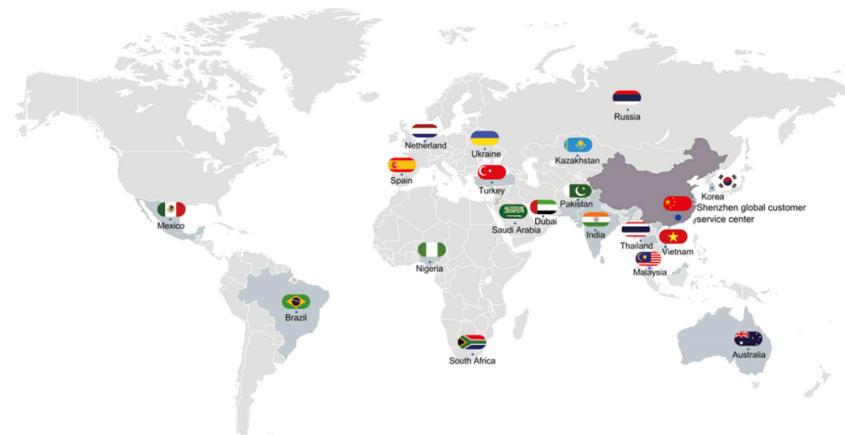 Russia
Netherland
Ukraine
Kazakhstan
Spain
Turkey
Pakistan
Korea
Shenzhen global customer
service center
Mexico
Saudi Arabia
Dubai
India
Thailand
Vietnam
Nigeria
Malaysia
Brazil
South Africa
Australia